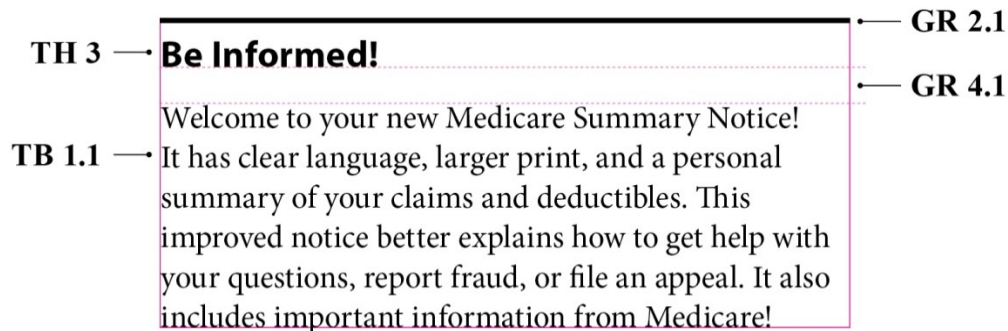 GR 2.1
TH 3
Be Informed!
GR 4.1
Welcome to your new Medicare Summary Notice!
TB 1.1
It has clear language, larger print, and a personal
summary of your claims and deductibles. This
improved notice better explains how to get help with
your questions, report fraud, or file an appeal. It also
includes important information from Medicare!